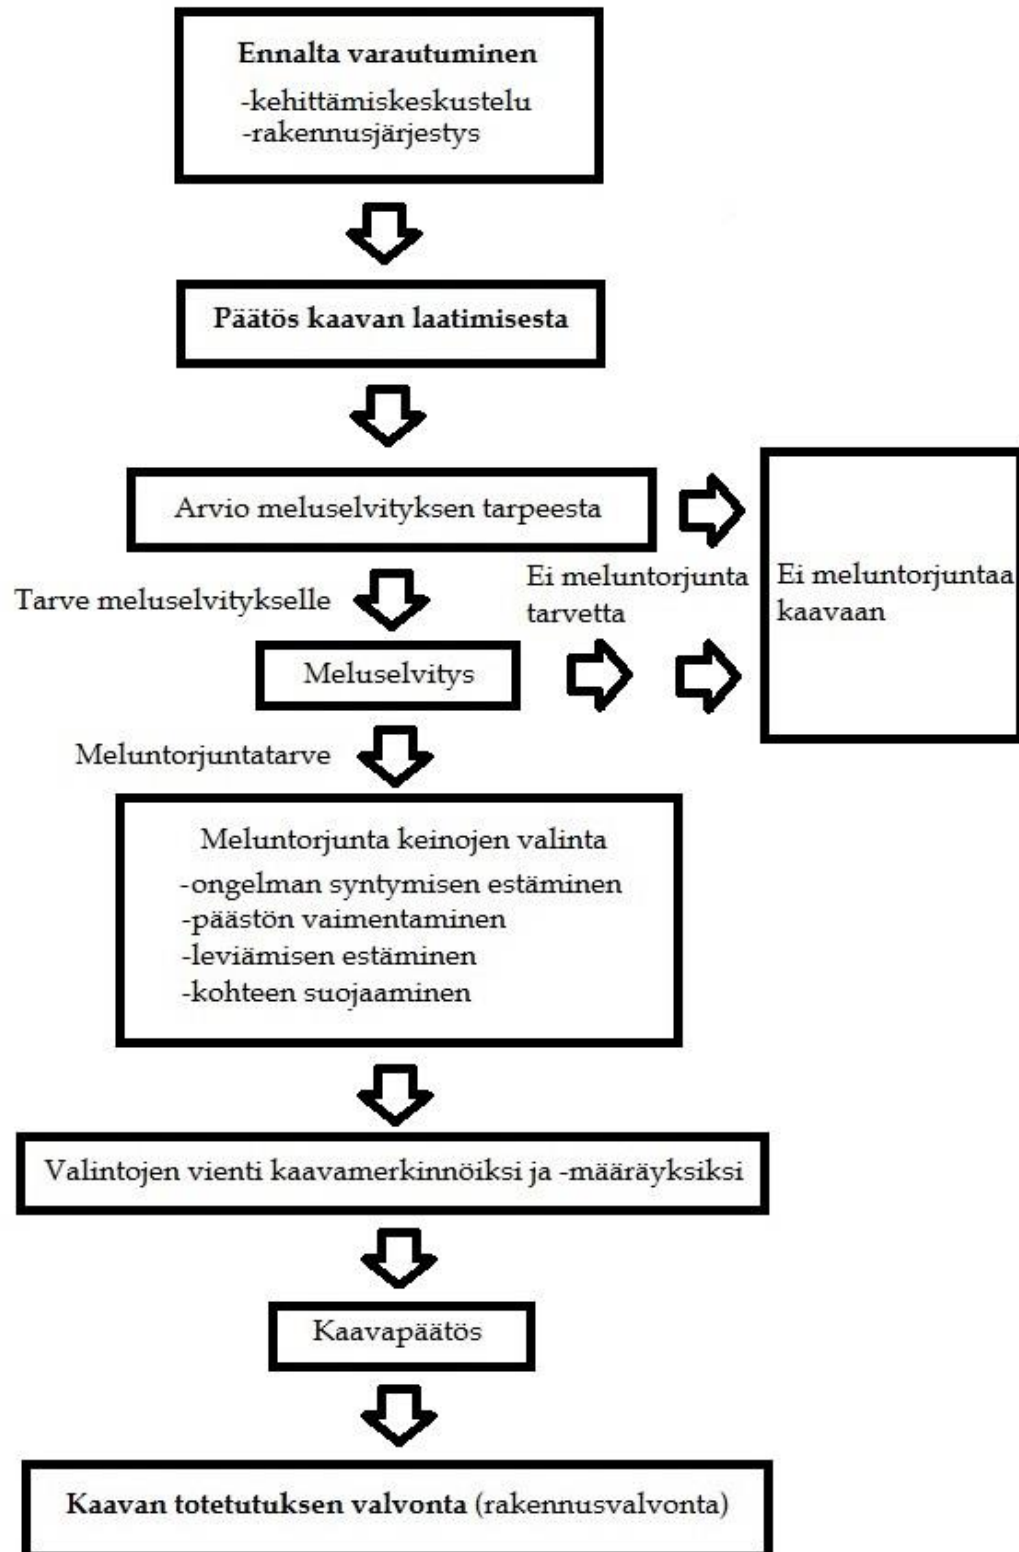 Ennalta varautuminen
-kehittämiskeskustelu
-rakennusjärjestys
Päätös kaavan laatimisesta
Arvio meluselvityksen tarpeesta
Tarve meluselvitykselle
Ei meluntorjunta
tarvetta
Ei meluntorjuntaa
kaavaan
Meluselvitys
Meluntorjuntatarve
Meluntorjunta keinojen valinta
-ongelman syntymisen estäminen
-päästön vaimentaminen
-leviämisen estäminen
-kohteen suojaaminen
Valintojen vienti kaavamerkinnöiksi ja -määräyksiksi
Kaavapäätös
Kaavan totetutuksen valvonta (rakennusvalvonta)